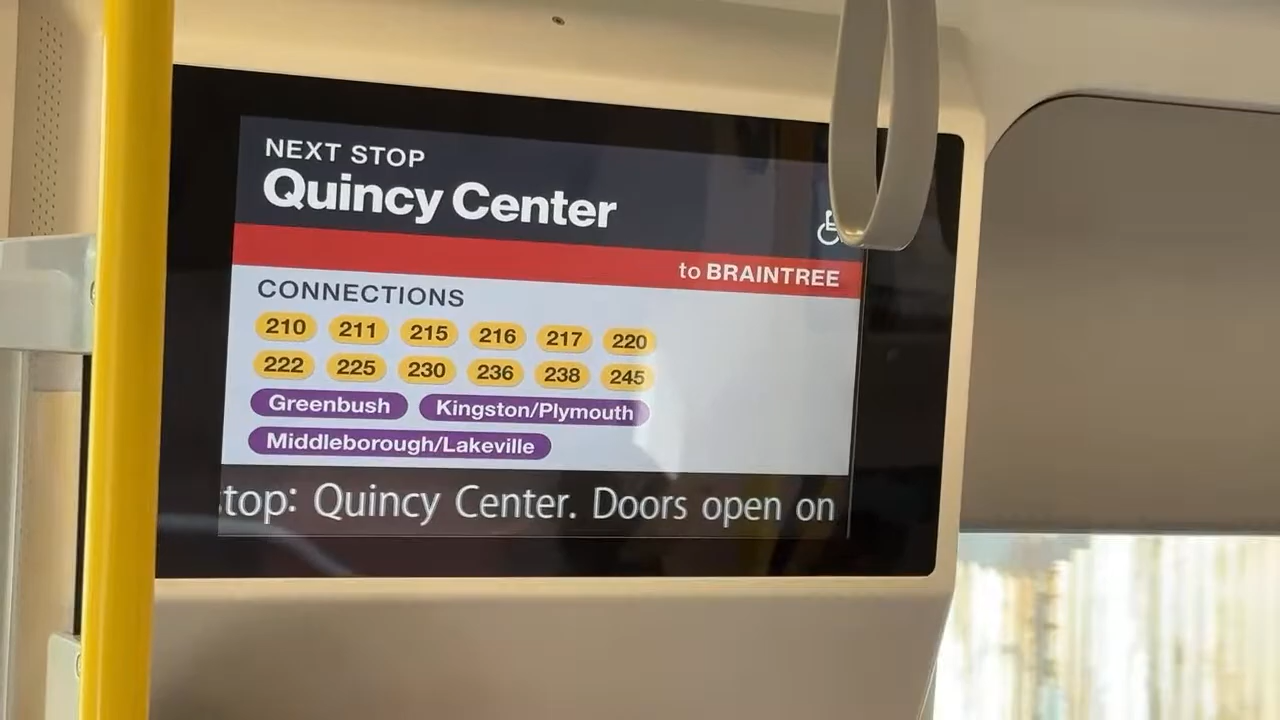 NEXT STOP
Quincy Center
to BRAINTREE
CONNECTIONS
210 211 215 216 217 220
222 225 230 236 238 245
Greenbush Kingston/Plymouth
Middleborough/Lakeville
top: Quincy Center. Doors open on